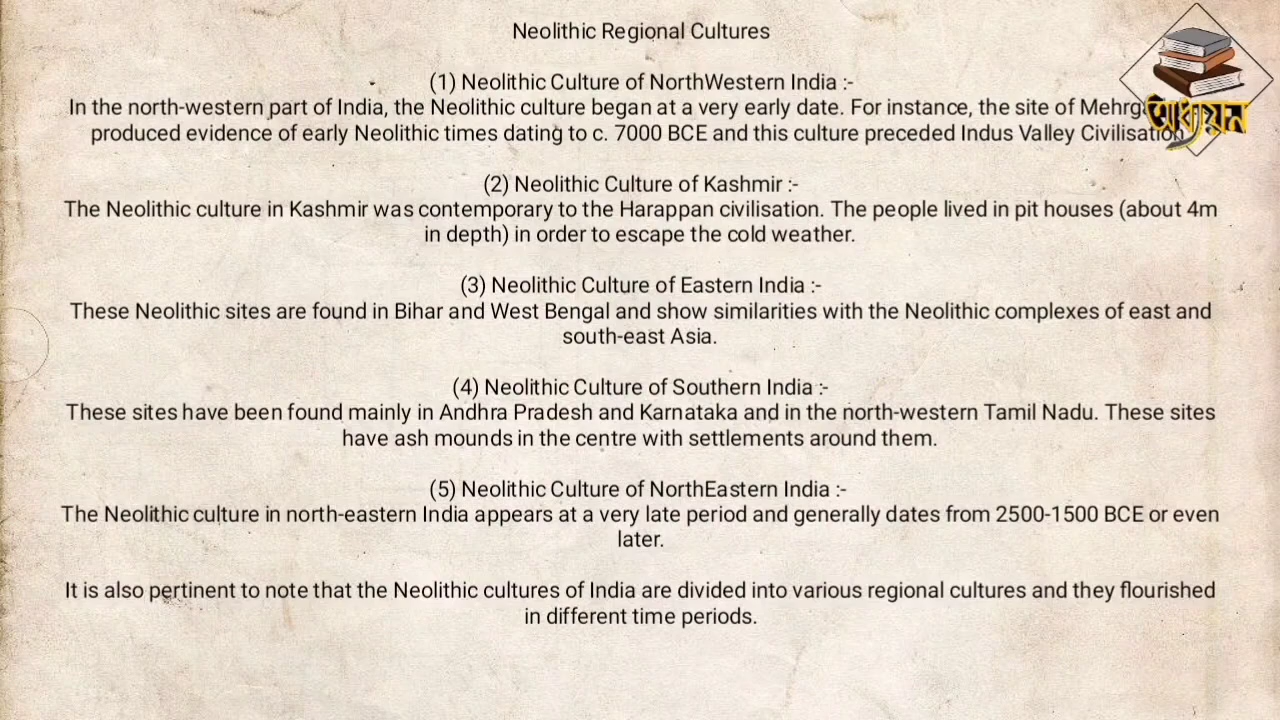 Neolithic Regional Cultures
(1) Neolithic Culture of NorthWestern India :-
In the north-western part of India, the Neolithic culture began at a very early date. For instance, the site of Mehrg
produced evidence of early Neolithic times dating to c. 7000 BCE and this culture preceded Indus Valley Civilisation
অধ্যয়ন
(2) Neolithic Culture of Kashmir :-
The Neolithic culture in Kashmir was contemporary to the Harappan civilisation. The people lived in pit houses (about 4m
in depth) in order to escape the cold weather.
(3) Neolithic Culture of Eastern India :-
These Neolithic sites are found in Bihar and West Bengal and show similarities with the Neolithic complexes of east and
south-east Asia.
(4) Neolithic Culture of Southern India :-
These sites have been found mainly in Andhra Pradesh and Karnataka and in the north-western Tamil Nadu. These sites
have ash mounds in the centre with settlements around them.
(5) Neolithic Culture of NorthEastern India :-
The Neolithic culture in north-eastern India appears at a very late period and generally dates from 2500-1500 BCE or even
later.
It is also pertinent to note that the Neolithic cultures of India are divided into various regional cultures and they flourished
in different time periods.